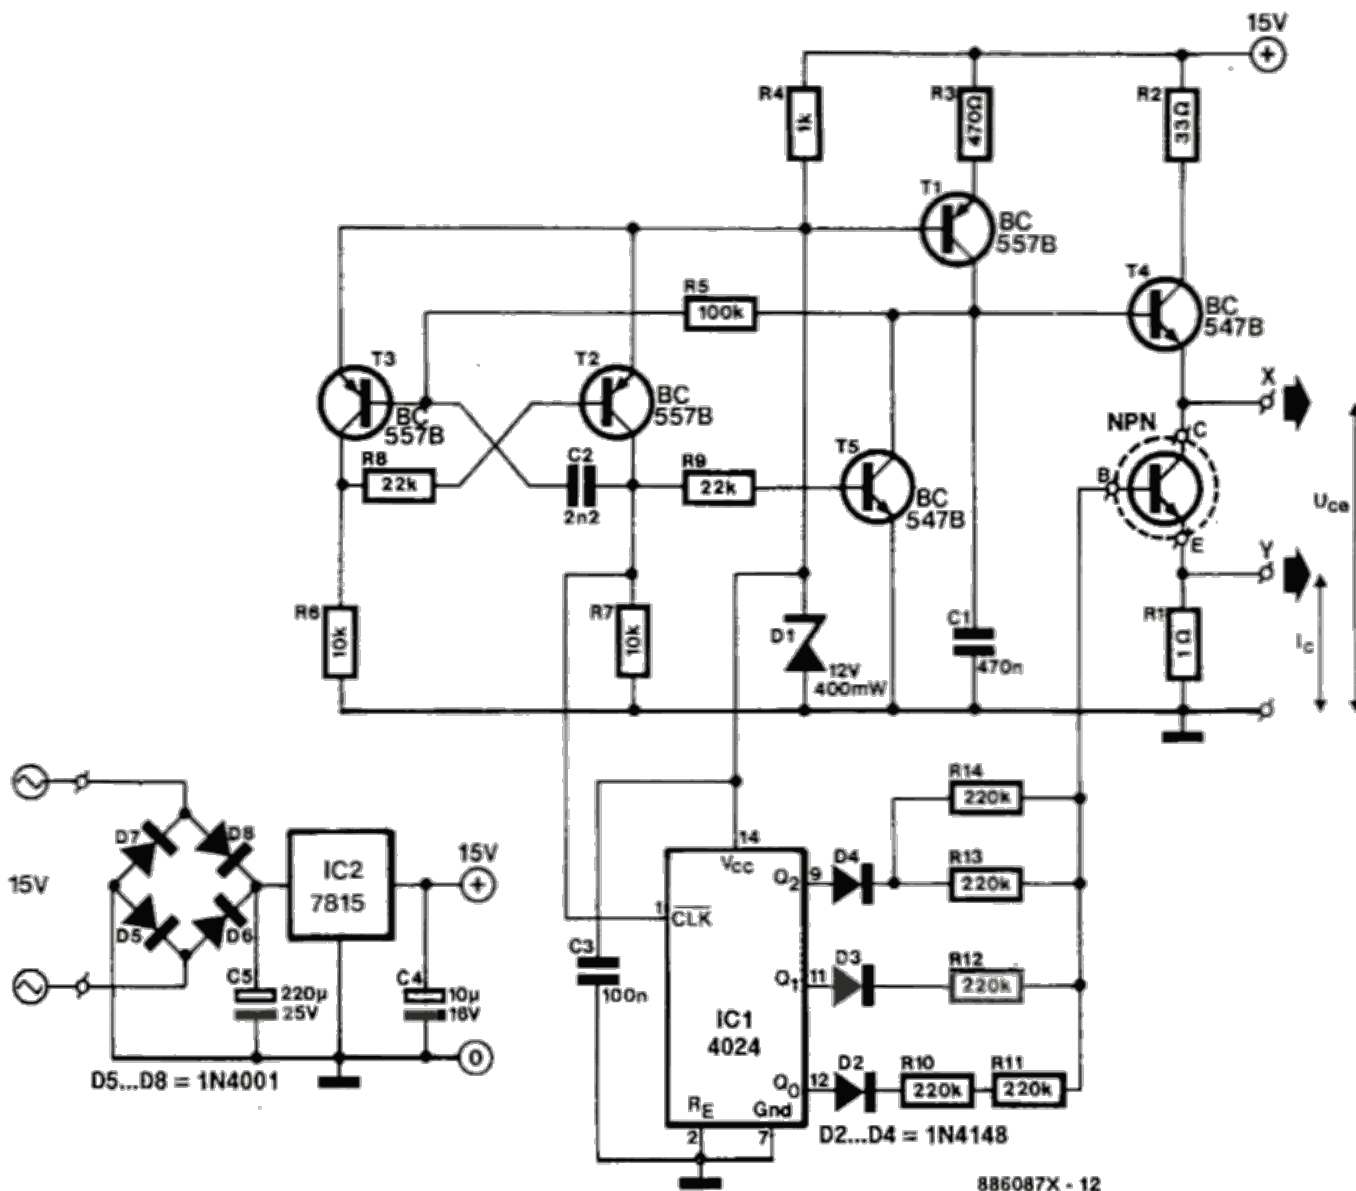 15V
R4
1k
R3
470Ω
R2
33Ω
T1
BC
557B
T4
BC
547B
R5
100k
T3
BC
557B
T2
BC
557B
X
NPN
C
R8
22k
C2
2n2
R9
22k
T5
BC
547B
B
E
Uce
Y
R6
10k
R7
10k
D1
12V
400mW
C1
470n
R1
1Ω
IC
R14
220k
D7
D8
15V
IC2
7815
15V
14
VCC
Q2
9
D4
R13
220k
D5
D6
1
CLK
C5
220µ
25V
C4
10µ
16V
C3
100n
Q1
11
D3
R12
220k
IC1
4024
0
D5...D8 = 1N4001
Q0
12
D2
R10
220k
R11
220k
RE
2
Gnd
7
D2...D4 = 1N4148
886087X - 12